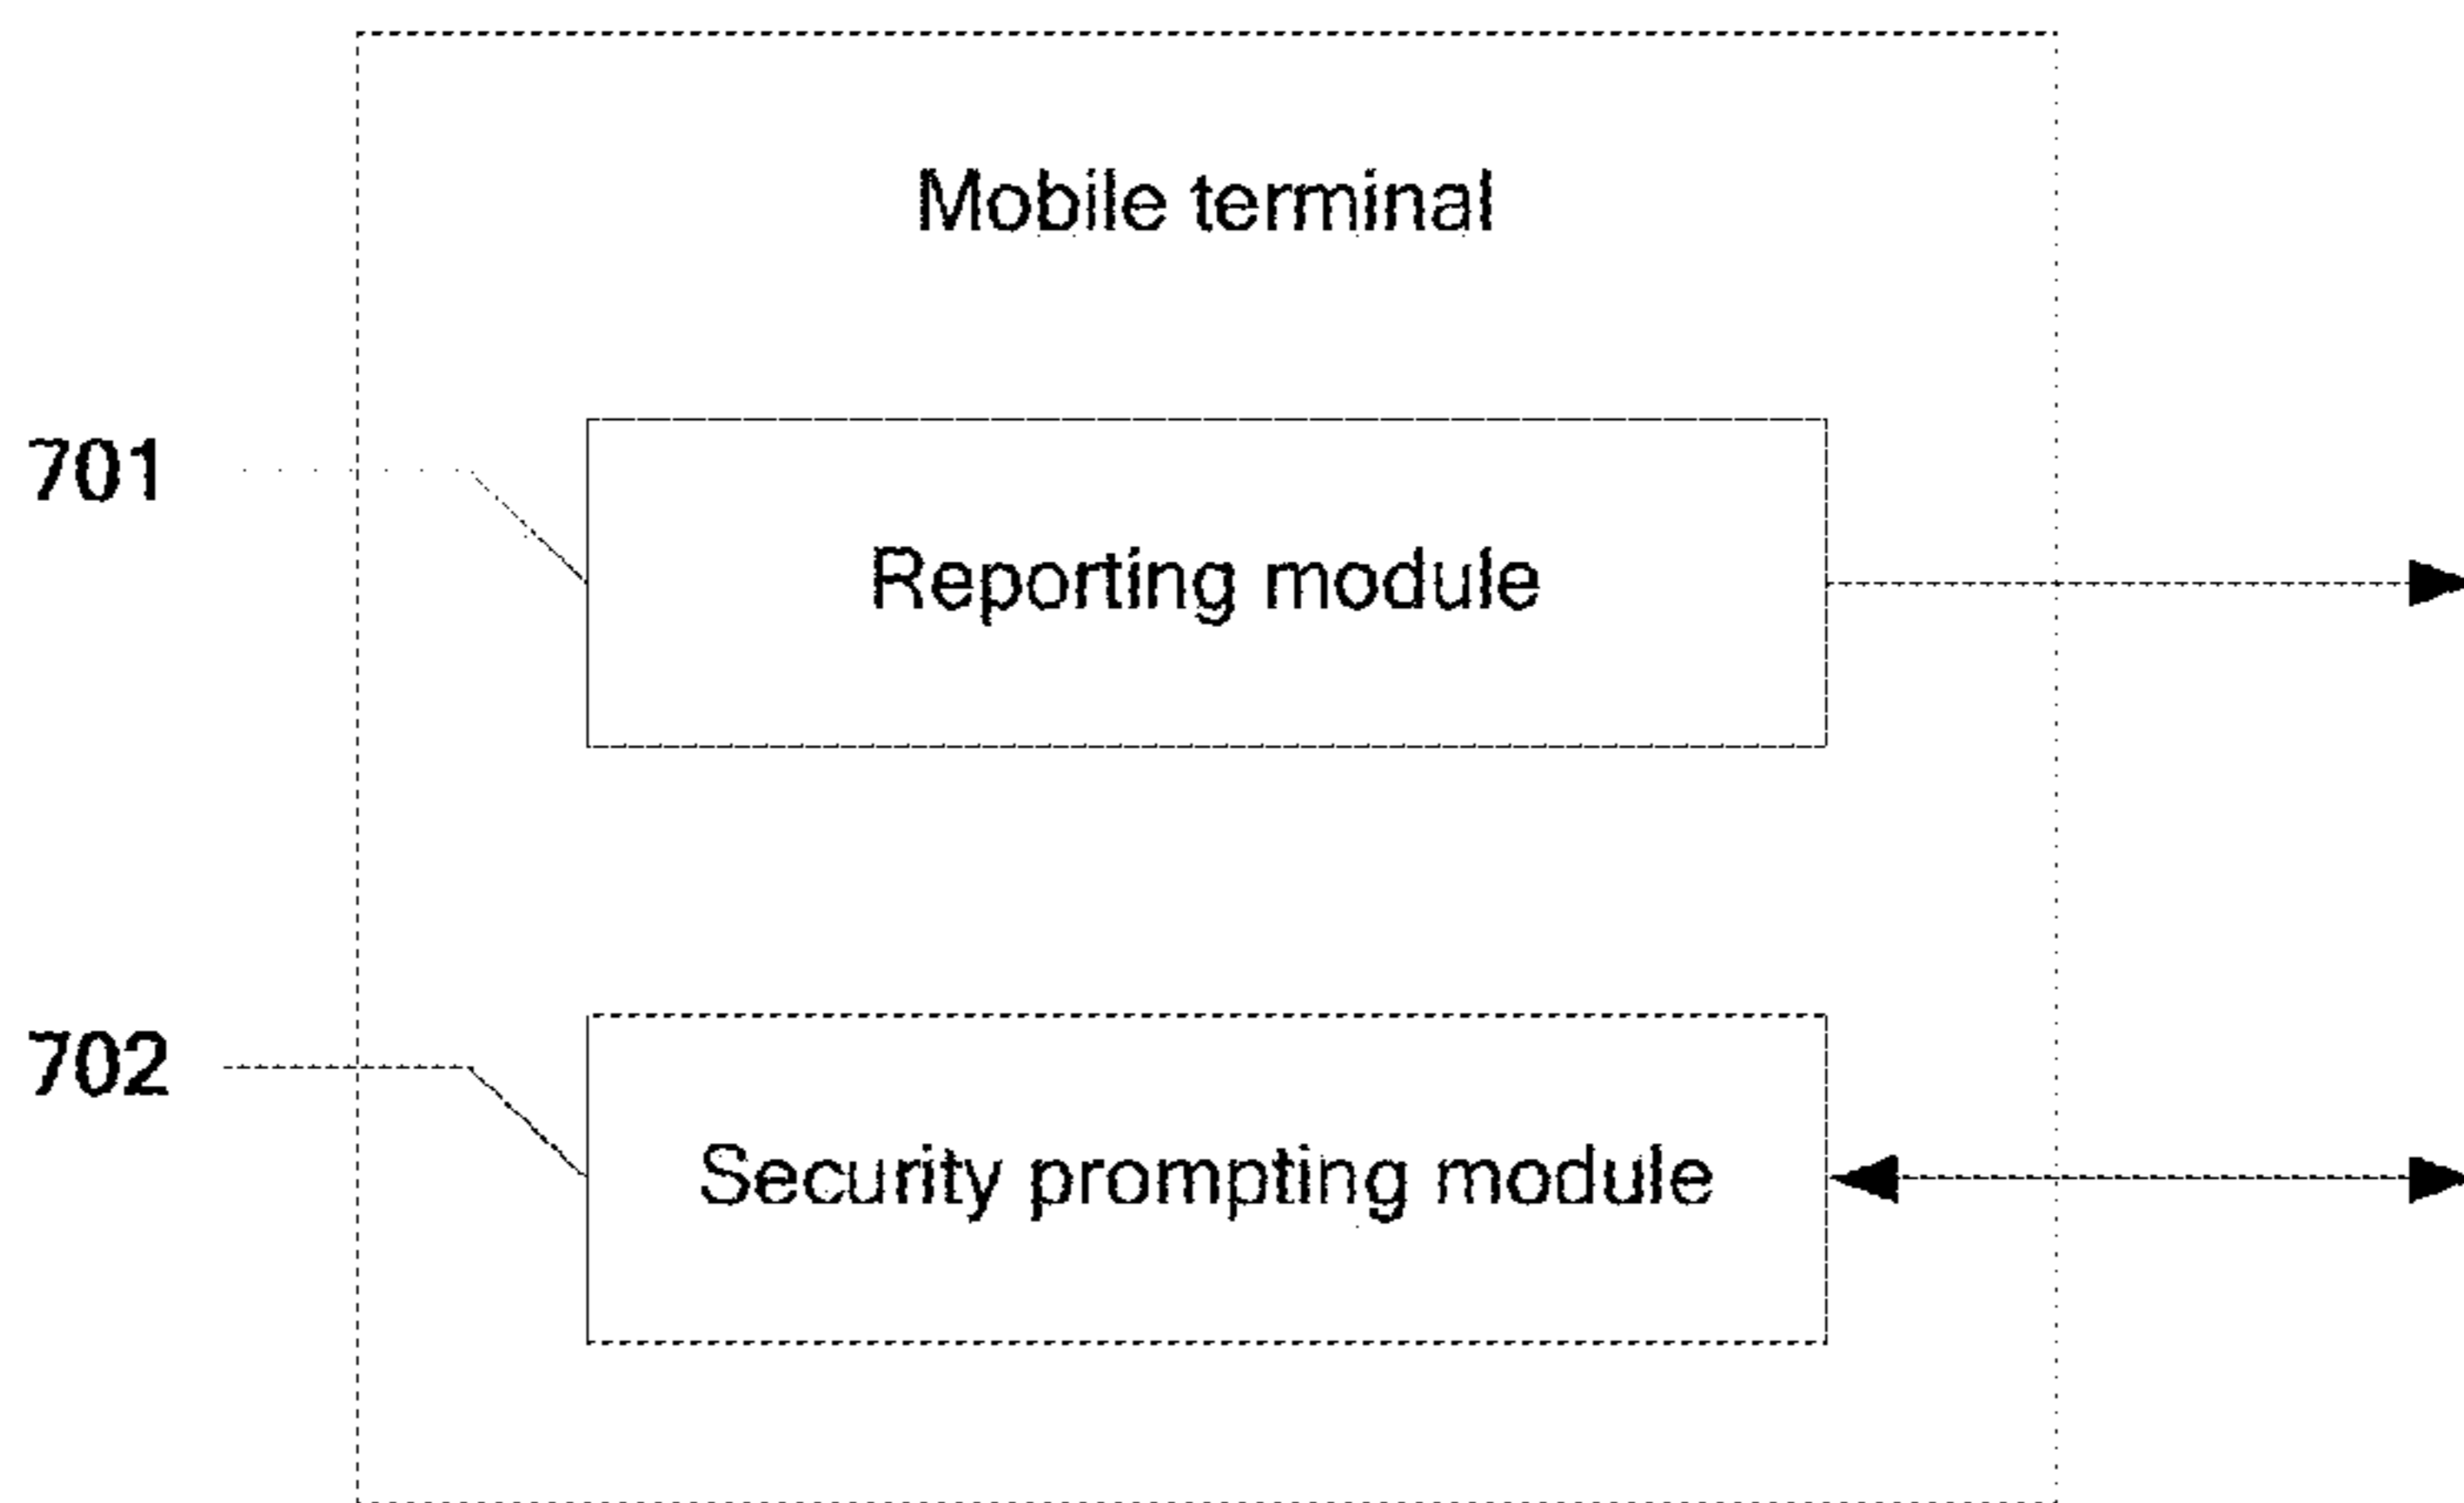 Mobile terminal
701
Reporting module
702
Security prompting module